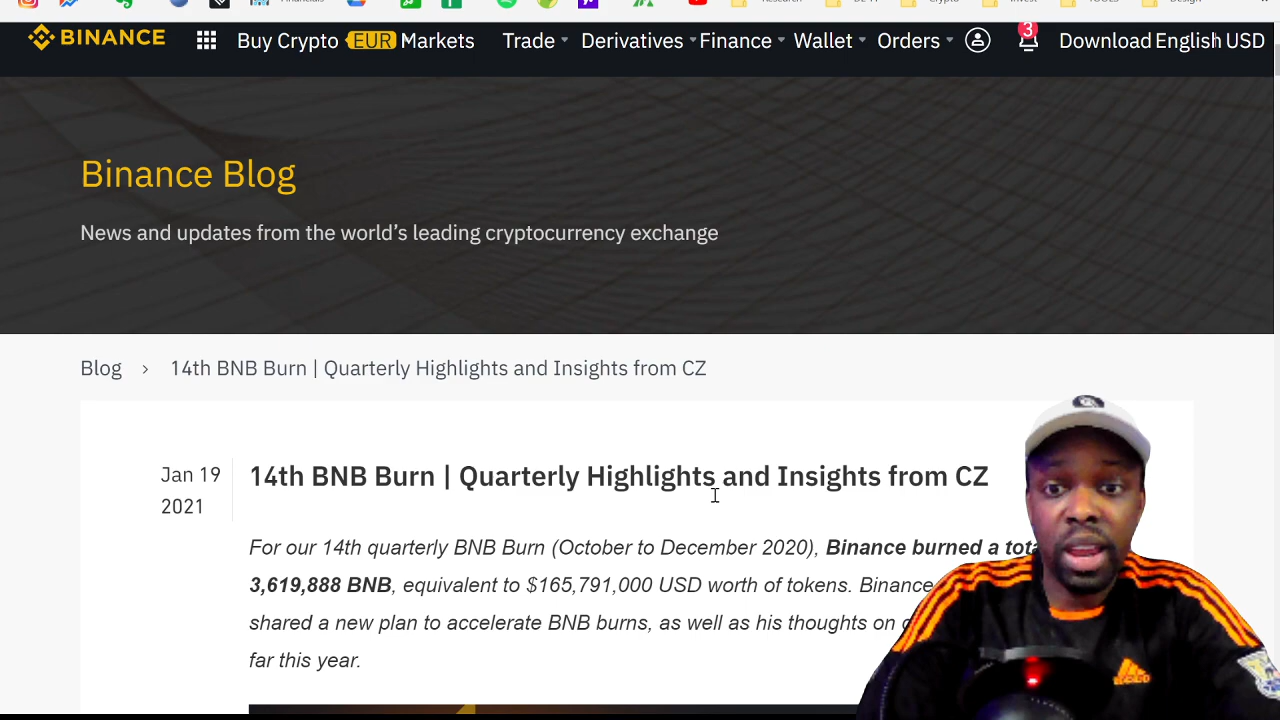 BINANCE Buy Crypto EUR Markets Trade Derivatives Finance Wallet Orders 3 Download English USD
Binance Blog
News and updates from the world's leading cryptocurrency exchange
Blog › 14th BNB Burn | Quarterly Highlights and Insights from CZ
Jan 19
2021
14th BNB Burn | Quarterly Highlights and Insights from CZ
For our 14th quarterly BNB Burn (October to December 2020), Binance burned a
3,619,888 BNB, equivalent to $165,791,000 USD worth of tokens. Binance
shared a new plan to accelerate BNB burns, as well as his thoughts on
far this year.